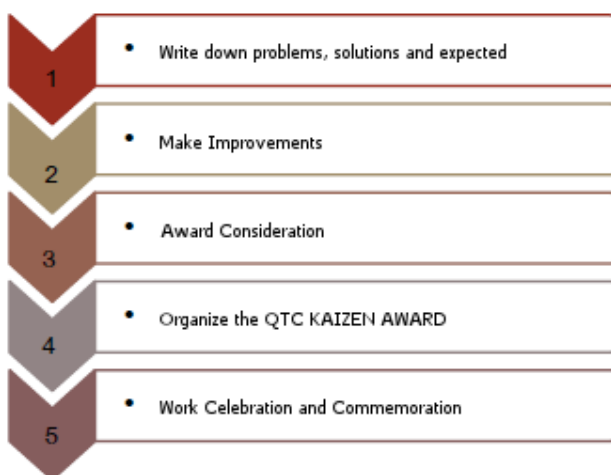 1
• Write down problems, solutions and expected
2
• Make Improvements
3
• Award Consideration
4
• Organize the QTC KAIZEN AWARD
5
• Work Celebration and Commemoration